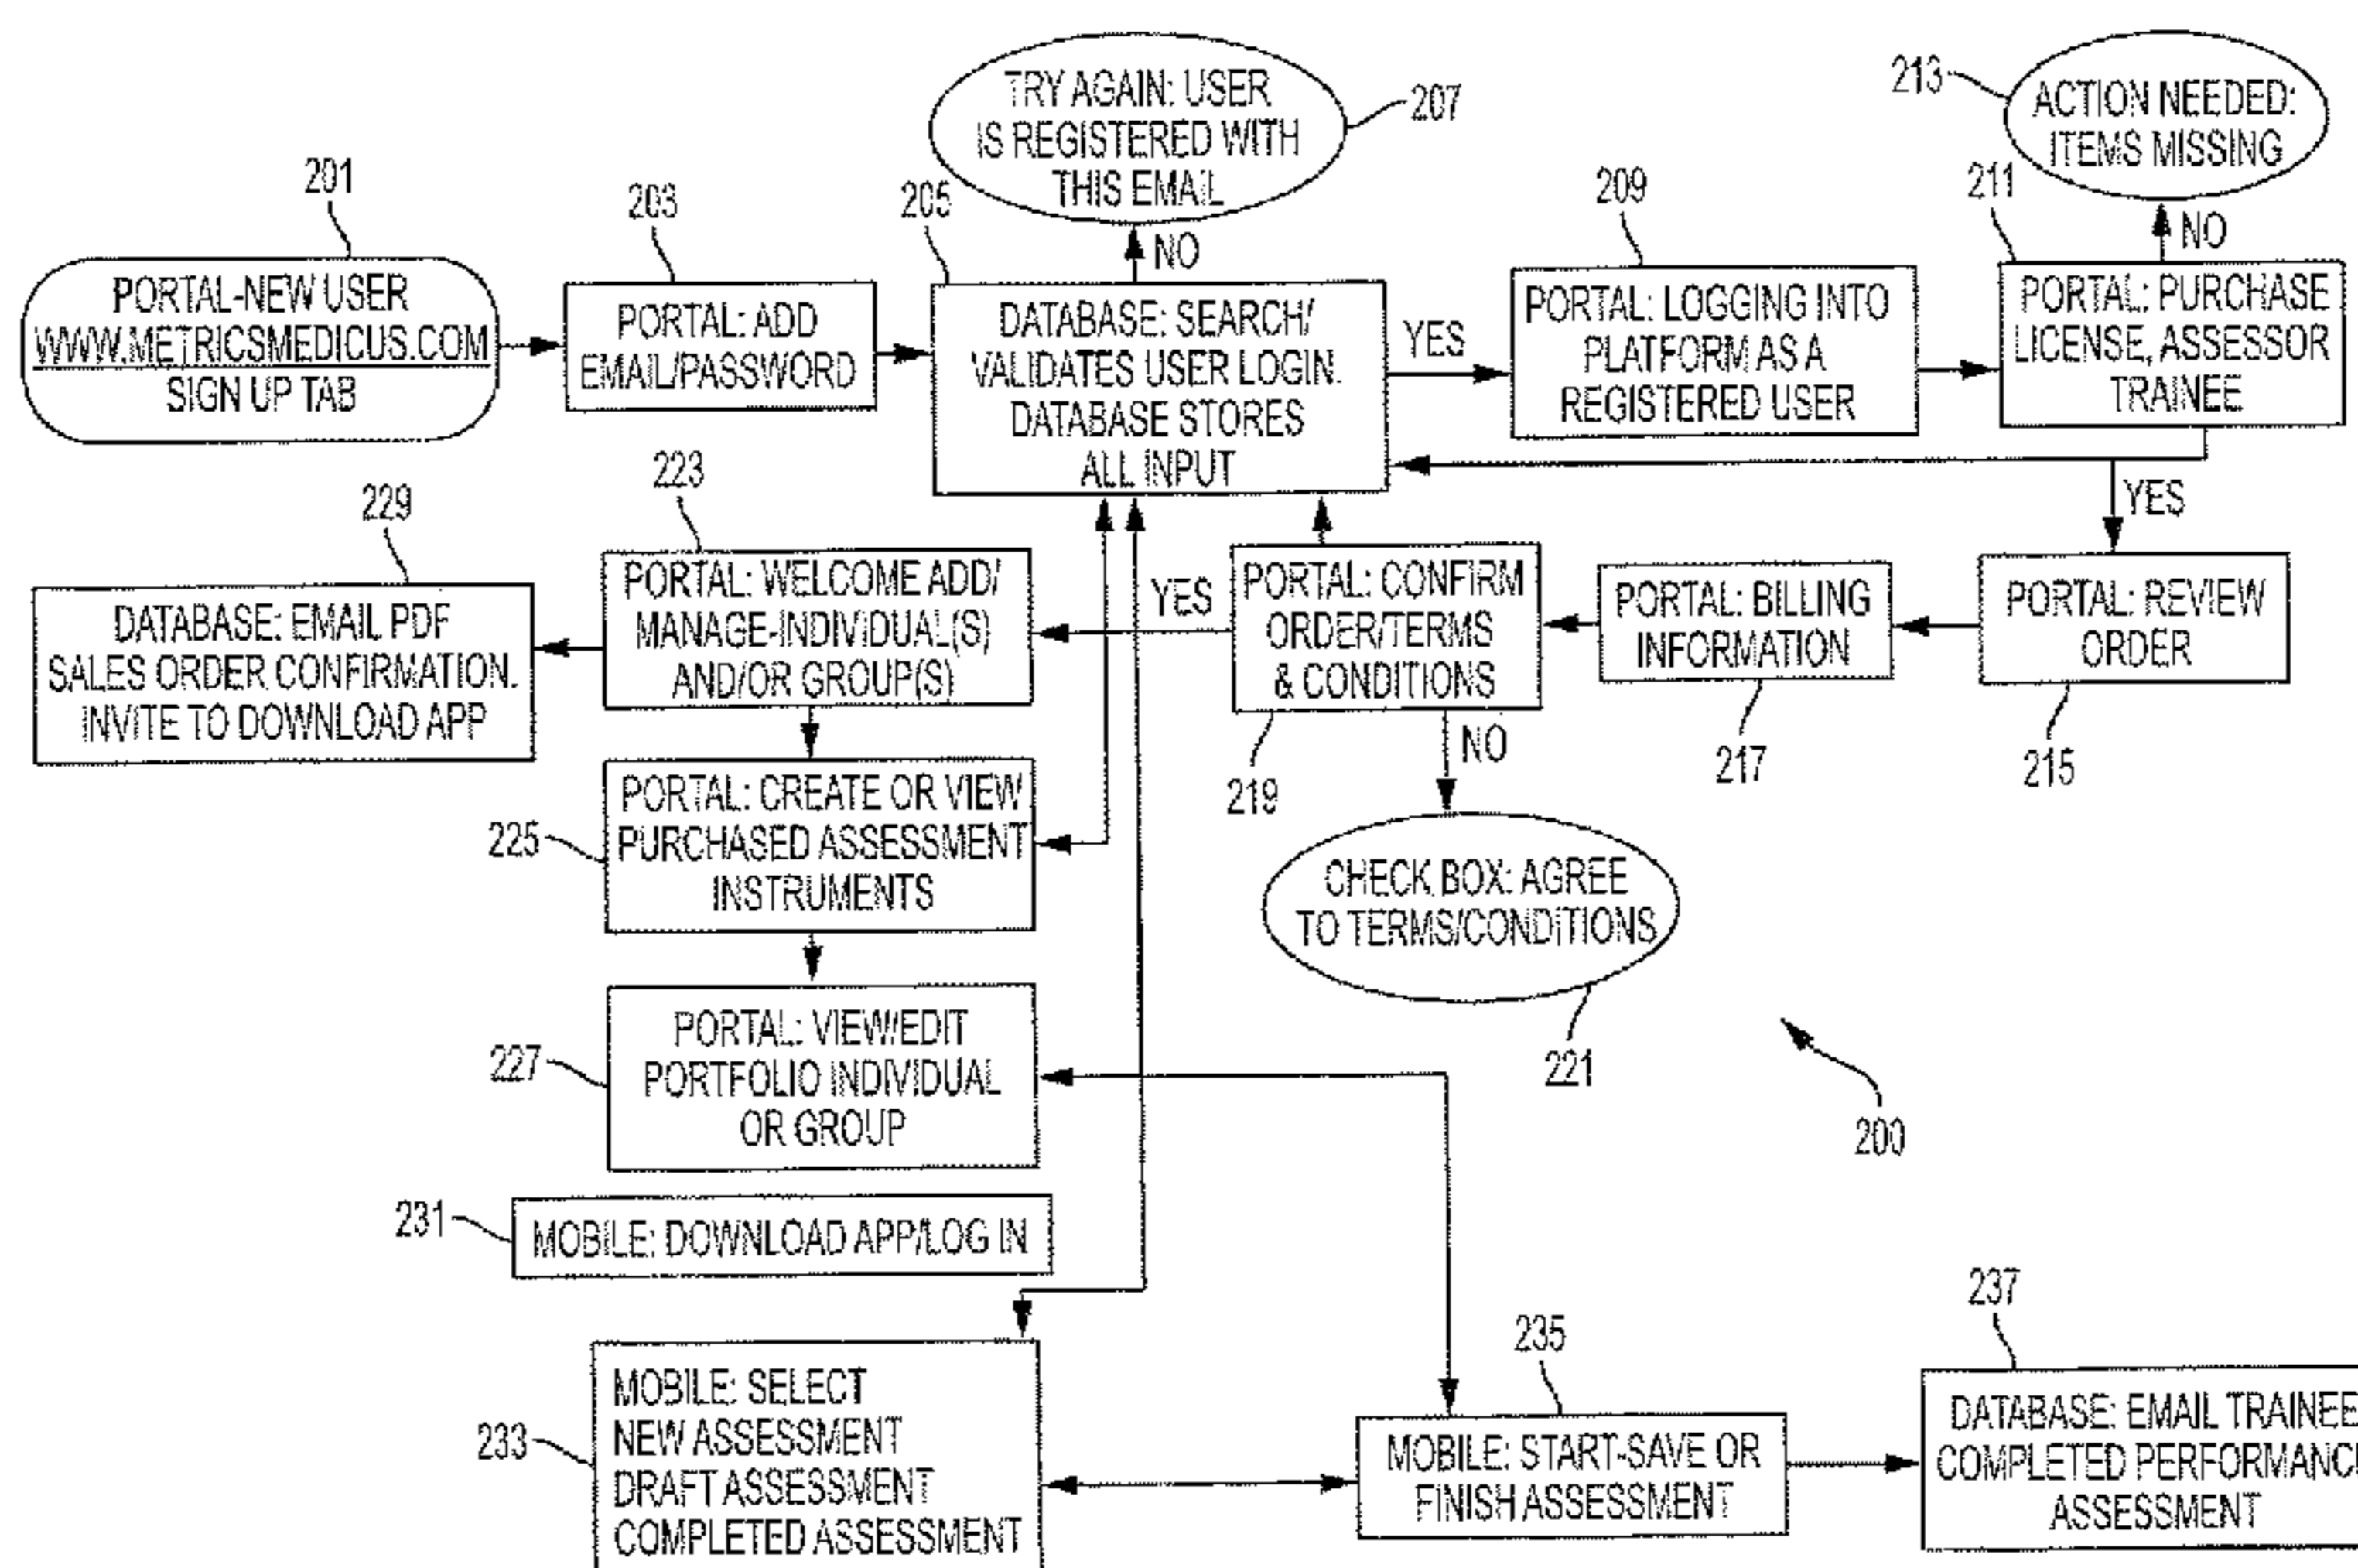 201
PORTAL-NEW USER
WWW.METRICSMEDICUS.COM
SIGN UP TAB
203
PORTAL: ADD
EMAIL/PASSWORD
205
DATABASE: SEARCH/
VALIDATES USER LOGIN.
DATABASE STORES
ALL INPUT
NO
TRY AGAIN: USER
IS REGISTERED WITH
THIS EMAIL
207
YES
209
PORTAL: LOGGING INTO
PLATFORM AS A
REGISTERED USER
211
PORTAL: PURCHASE
LICENSE, ASSESSOR
TRAINEE
NO
213
ACTION NEEDED:
ITEMS MISSING
YES
PORTAL: REVIEW
ORDER
215
PORTAL: BILLING
INFORMATION
217
PORTAL: CONFIRM
ORDER/TERMS
& CONDITIONS
219
NO
CHECK BOX: AGREE
TO TERMS/CONDITIONS
221
YES
223
PORTAL: WELCOME ADD/
MANAGE-INDIVIDUAL(S)
AND/OR GROUP(S)
229
DATABASE: EMAIL PDF
SALES ORDER CONFIRMATION.
INVITE TO DOWNLOAD APP
225
PORTAL: CREATE OR VIEW
PURCHASED ASSESSMENT
INSTRUMENTS
227
PORTAL: VIEW/EDIT
PORTFOLIO INDIVIDUAL
OR GROUP
200
231
MOBILE: DOWNLOAD APP/LOG IN
233
MOBILE: SELECT
NEW ASSESSMENT
DRAFT ASSESSMENT
COMPLETED ASSESSMENT
235
MOBILE: START-SAVE OR
FINISH ASSESSMENT
237
DATABASE: EMAIL TRAINEE
COMPLETED PERFORMANCE
ASSESSMENT